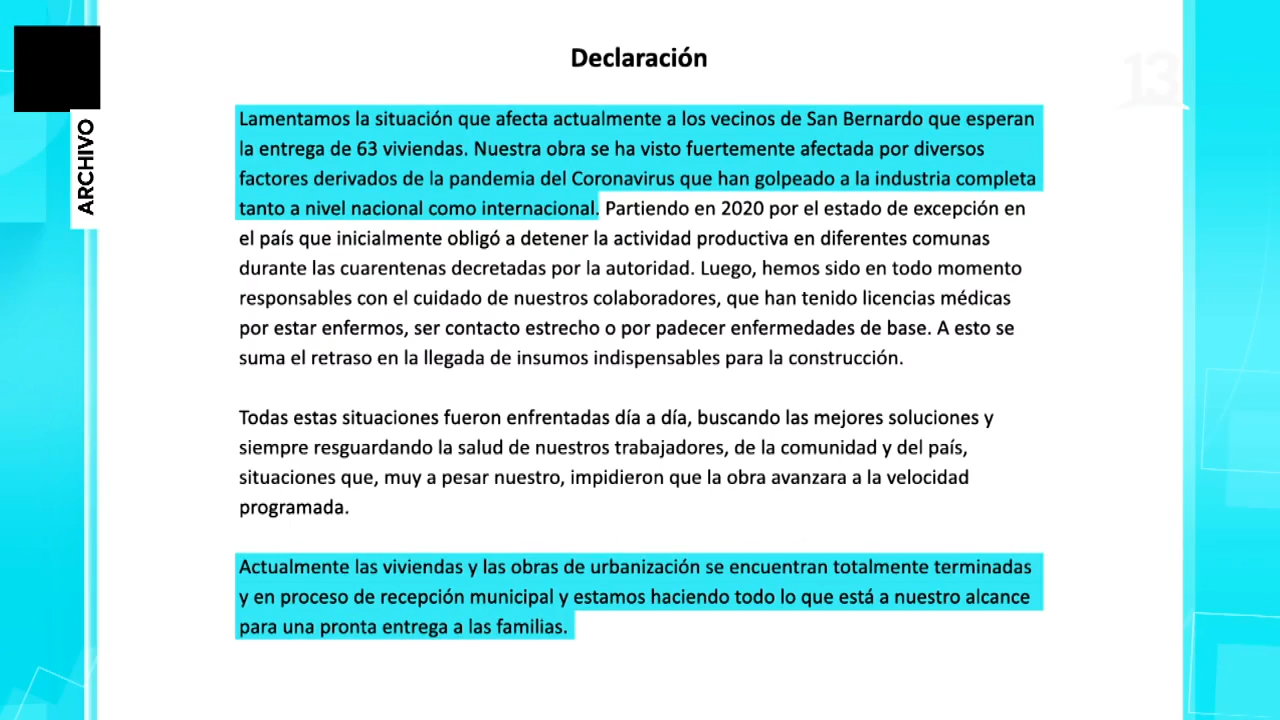 Declaración
13
ARCHIVO
Lamentamos la situación que afecta actualmente a los vecinos de San Bernardo que esperan
la entrega de 63 viviendas. Nuestra obra se ha visto fuertemente afectada por diversos
factores derivados de la pandemia del Coronavirus que han golpeado a la industria completa
tanto a nivel nacional como internacional. Partiendo en 2020 por el estado de excepción en
el país que inicialmente obligó a detener la actividad productiva en diferentes comunas
durante las cuarentenas decretadas por la autoridad. Luego, hemos sido en todo momento
responsables con el cuidado de nuestros colaboradores, que han tenido licencias médicas
por estar enfermos, ser contacto estrecho o por padecer enfermedades de base. A esto se
suma el retraso en la llegada de insumos indispensables para la construcción.
Todas estas situaciones fueron enfrentadas día a día, buscando las mejores soluciones y
siempre resguardando la salud de nuestros trabajadores, de la comunidad y del país,
situaciones que, muy a pesar nuestro, impidieron que la obra avanzara a la velocidad
programada.
Actualmente las viviendas y las obras de urbanización se encuentran totalmente terminadas
y en proceso de recepción municipal y estamos haciendo todo lo que está a nuestro alcance
para una pronta entrega a las familias.